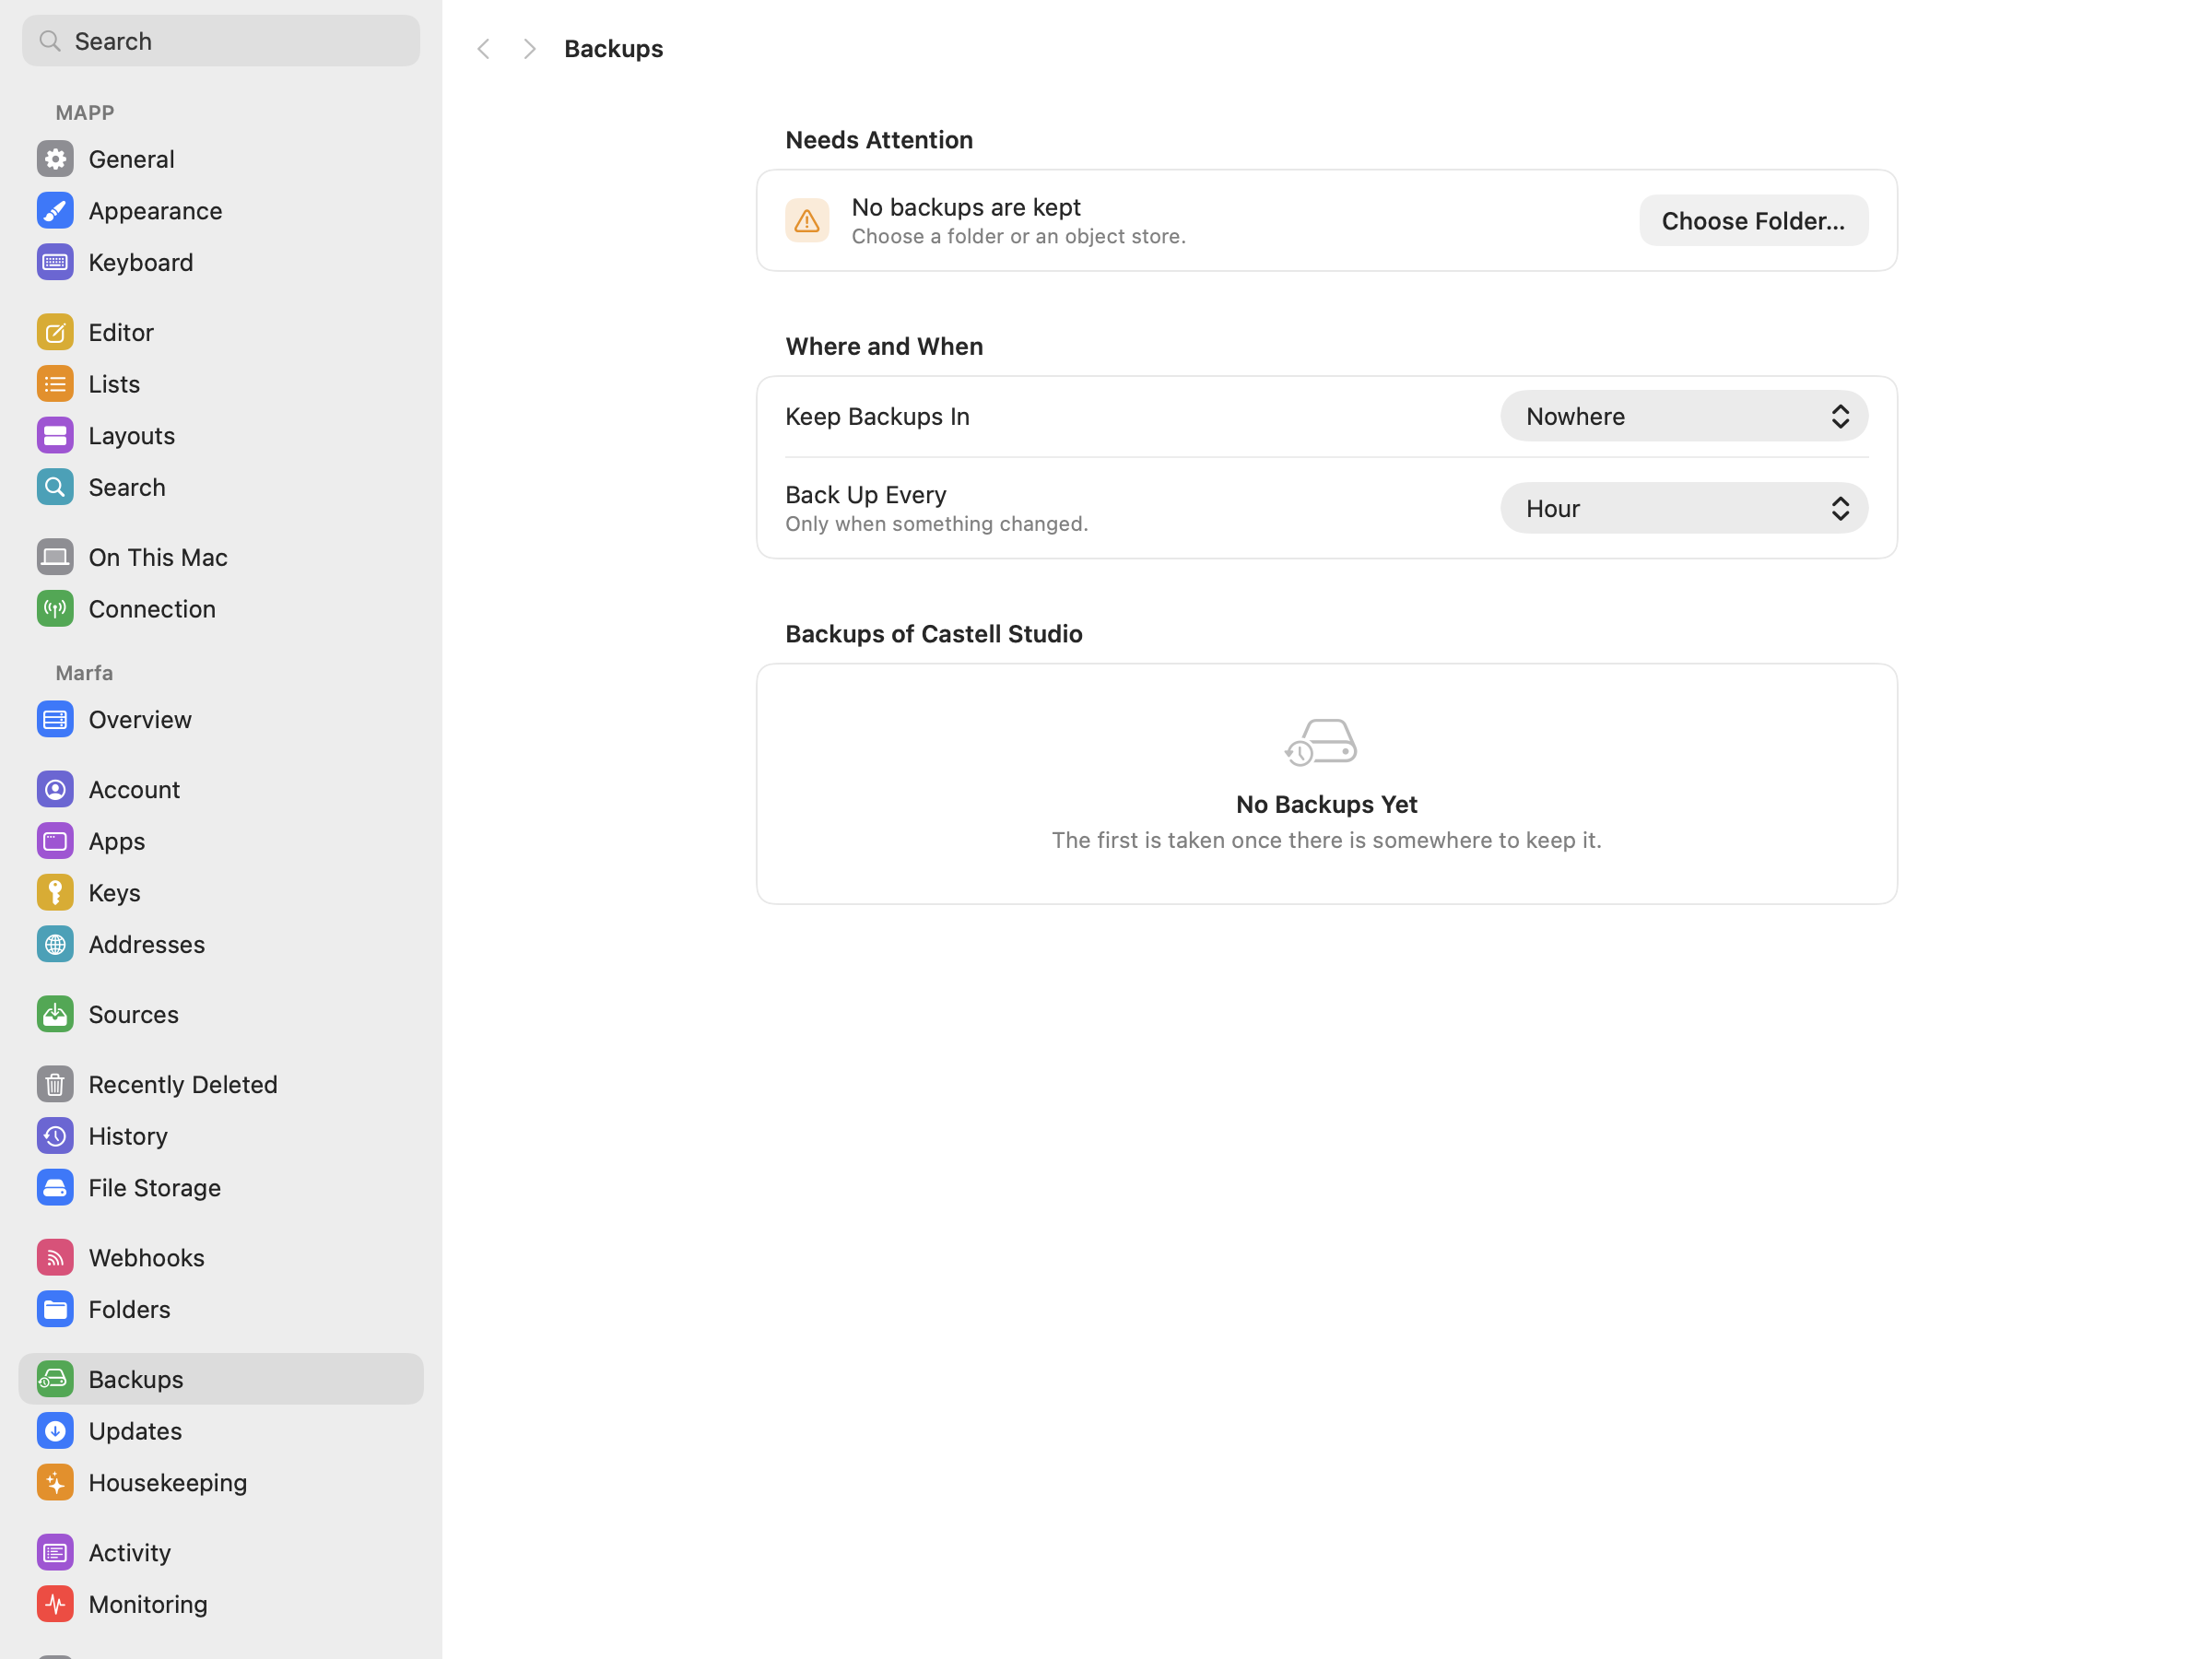 Search
MAPP
General
Appearance
Keyboard
Editor
Lists
Layouts
Search
On This Mac
Connection
Marfa
Overview
Account
Apps
Keys
Addresses
Sources
Recently Deleted
History
File Storage
Webhooks
Folders
Backups
Updates
Housekeeping
Activity
Monitoring
Backups
Needs Attention
No backups are kept
Choose a folder or an object store.
Choose Folder...
Where and When
Keep Backups In
Nowhere
Back Up Every
Only when something changed.
Hour
Backups of Castell Studio
No Backups Yet
The first is taken once there is somewhere to keep it.